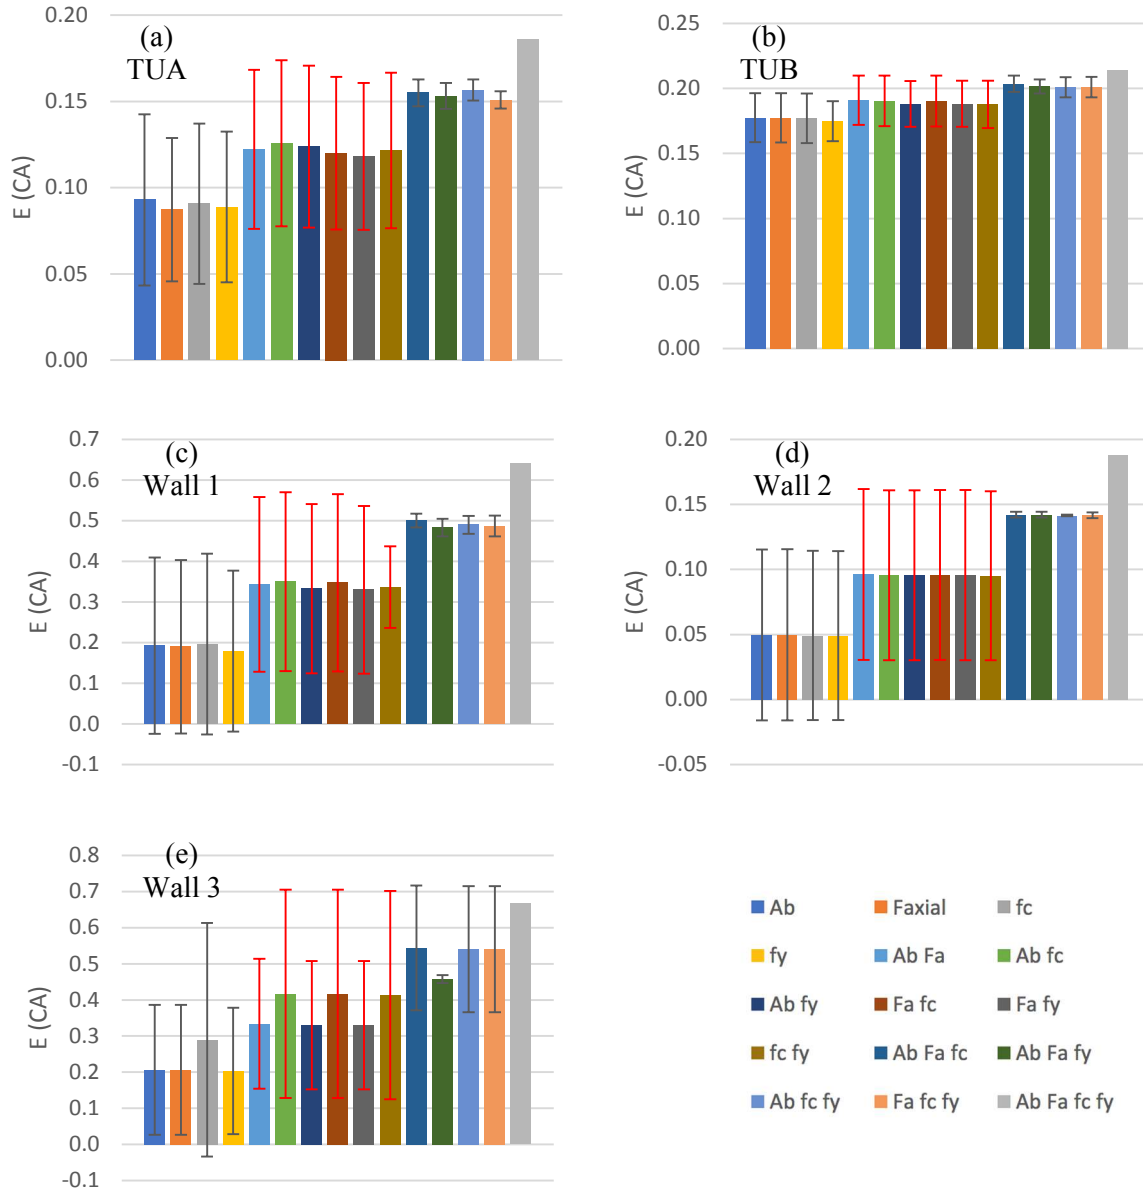 (a)
TUA
E (CA)
0.20
0.15
0.10
0.05
0.00
(b)
TUB
E (CA)
0.25
0.20
0.15
0.10
0.05
0.00
(c)
Wall 1
E (CA)
0.7
0.6
0.5
0.4
0.3
0.2
0.1
0.0
-0.1
(d)
Wall 2
E (CA)
0.20
0.15
0.10
0.05
0.00
-0.05
(e)
Wall 3
E (CA)
0.8
0.7
0.6
0.5
0.4
0.3
0.2
0.1
0.0
-0.1
Ab Faxial fc
fy Ab Fa Ab fc
Ab fy Fa fc Fa fy
fc fy Ab Fa fc Ab Fa fy
Ab fc fy Fa fc fy Ab Fa fc fy